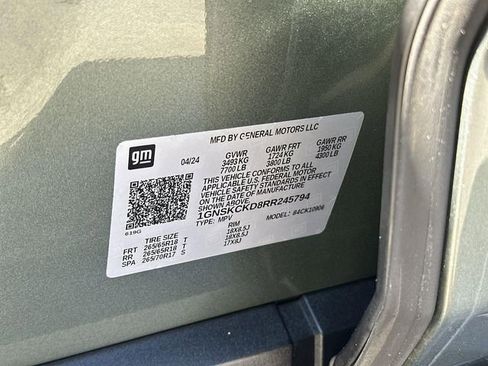 gm
MFD BY GENERAL MOTORS LLC
04/24 GVWR GAWR FRT GAWR RR
3493 KG 1724 KG 1950 KG
7700 LB 3800 LB 4300 LB
THIS VEHICLE CONFORMS TO ALL
APPLICABLE U.S. FEDERAL MOTOR
VEHICLE SAFETY STANDARDS IN EFFECT
ON THE DATE OF MANUFACTURE
SHOWN ABOVE.
1GNSKCKD8RR245794
619G TYPE: MPV MODEL: 84CK10906
TIRE SIZE RIM
FRT 265/65R18 T 18X8.5J
RR 265/65R18 T 18X8.5J
SPA 265/70R17 S 17X8J